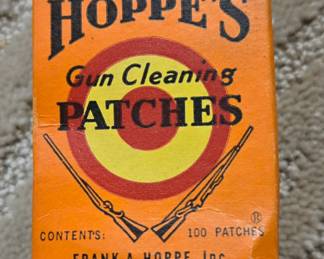 HOPPE'S
Gun Cleaning
PATCHES
®
CONTENTS: 100 PATCHES
FRANK A. HOPPE, Inc.